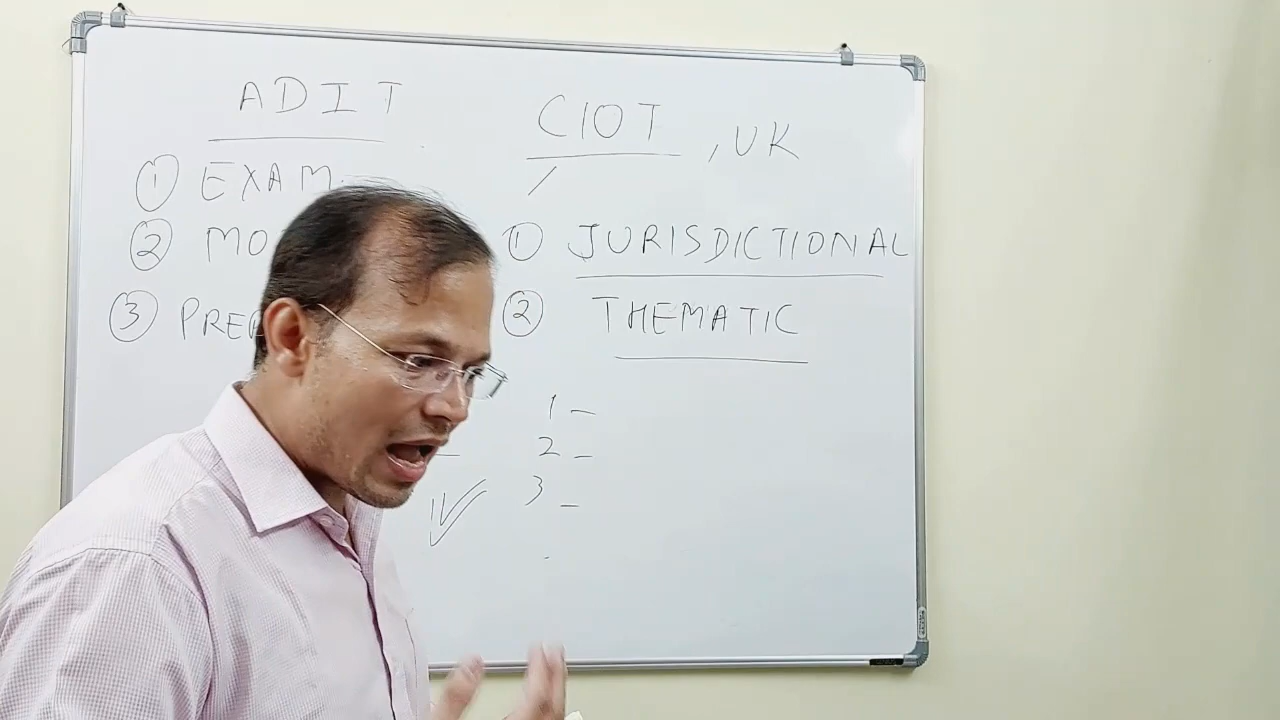 ADIT
① EXAM
② MO
③ PREP
CIOT, UK
① JURISDICTIONAL
② THEMATIC
1 –
2 –
3 –